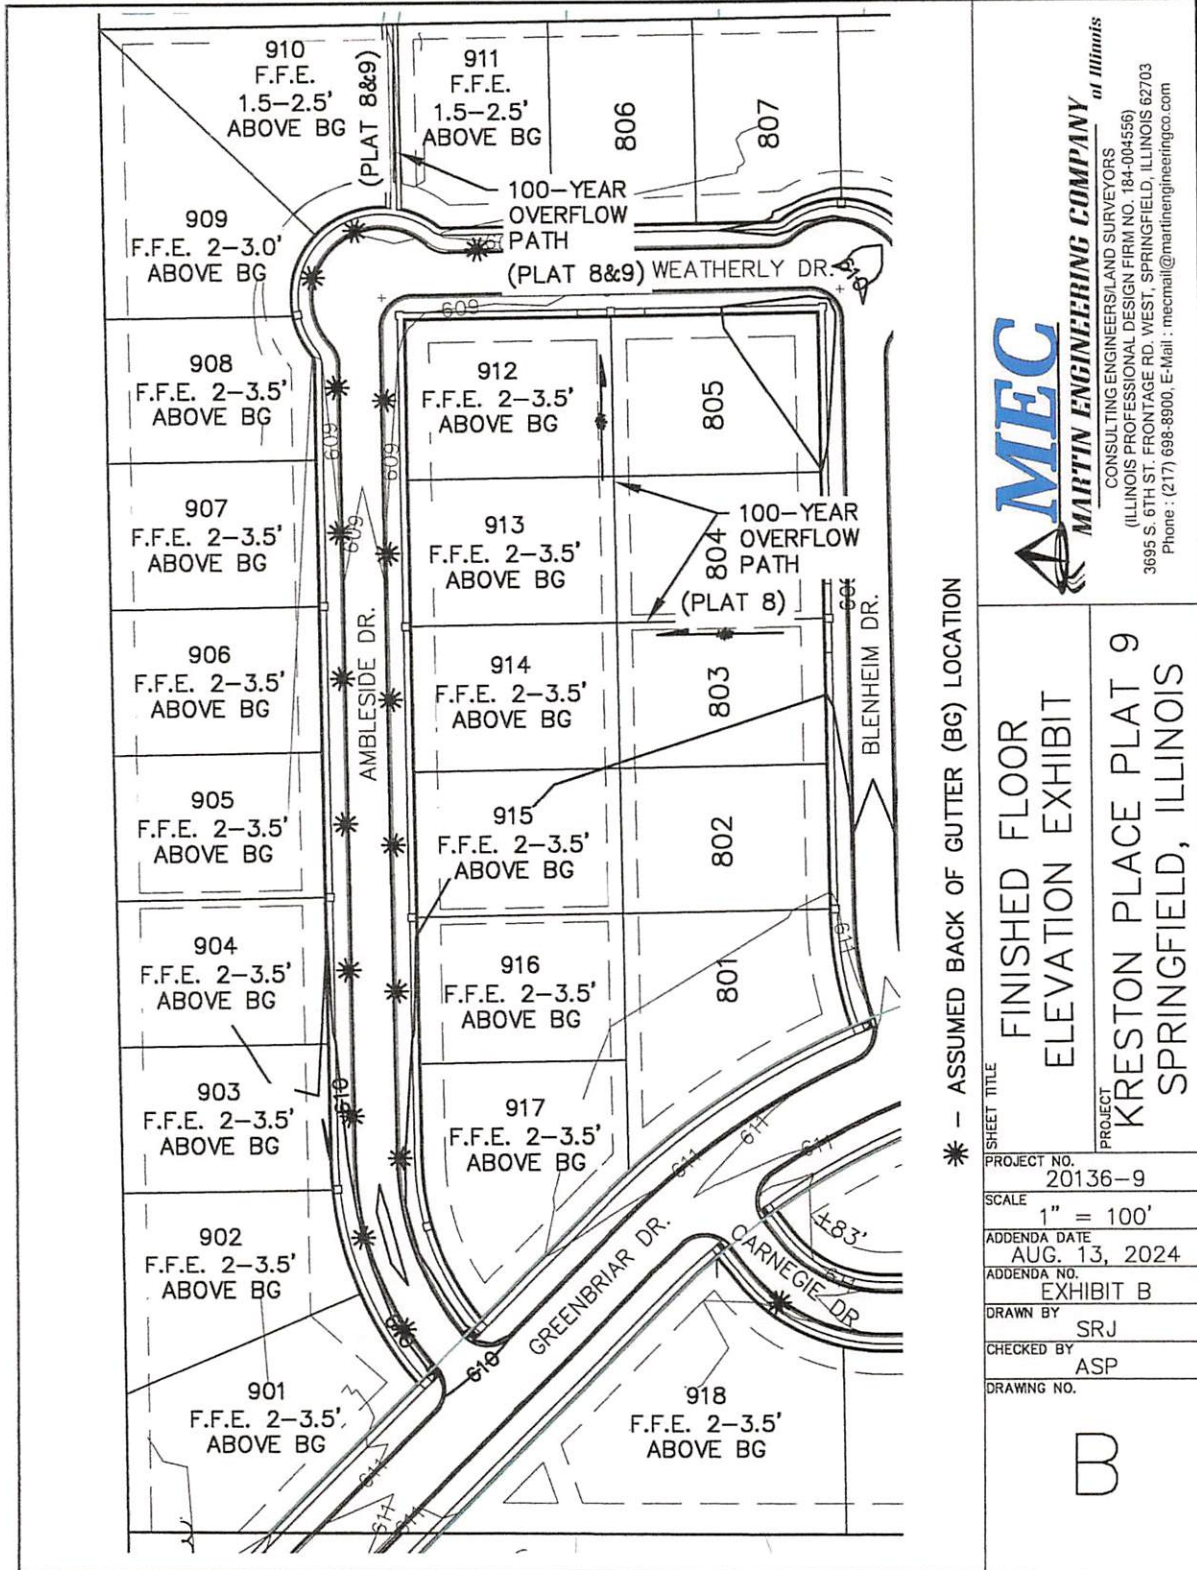 910
F.F.E.
1.5-2.5'
ABOVE BG
(PLAT 8&9)
911
F.F.E.
1.5-2.5'
ABOVE BG
806
807
100-YEAR
OVERFLOW
PATH
(PLAT 8&9)
WEATHERLY DR.
610
909
F.F.E. 2-3.0'
ABOVE BG
609
908
F.F.E. 2-3.5'
ABOVE BG
609
609
912
F.F.E. 2-3.5'
ABOVE BG
805
907
F.F.E. 2-3.5'
ABOVE BG
609
913
F.F.E. 2-3.5'
ABOVE BG
804
100-YEAR
OVERFLOW
PATH
(PLAT 8)
906
F.F.E. 2-3.5'
ABOVE BG
AMBLESIDE DR.
914
F.F.E. 2-3.5'
ABOVE BG
803
BLENHEIM DR.
905
F.F.E. 2-3.5'
ABOVE BG
915
F.F.E. 2-3.5'
ABOVE BG
802
904
F.F.E. 2-3.5'
ABOVE BG
916
F.F.E. 2-3.5'
ABOVE BG
801
611
903
F.F.E. 2-3.5'
ABOVE BG
610
917
F.F.E. 2-3.5'
ABOVE BG
611
611
611
902
F.F.E. 2-3.5'
ABOVE BG
GREENBRIAR DR.
CARNEGIE DR
±83'
611
610
901
F.F.E. 2-3.5'
ABOVE BG
918
F.F.E. 2-3.5'
ABOVE BG
611
611
611
✱ - ASSUMED BACK OF GUTTER (BG) LOCATION
MEC
MARTIN ENGINEERING COMPANY of Illinois
CONSULTING ENGINEERS/LAND SURVEYORS
(ILLINOIS PROFESSIONAL DESIGN FIRM NO. 184-004556)
3695 S. 6TH ST. FRONTAGE RD. WEST, SPRINGFIELD, ILLINOIS 62703
Phone : (217) 698-8900, E-Mail : mecmail@martinengineeringco.com
SHEET TITLE
FINISHED FLOOR
ELEVATION EXHIBIT
PROJECT
KRESTON PLACE PLAT 9
SPRINGFIELD, ILLINOIS
PROJECT NO.
20136-9
SCALE
1" = 100'
ADDENDA DATE
AUG. 13, 2024
ADDENDA NO.
EXHIBIT B
DRAWN BY
SRJ
CHECKED BY
ASP
DRAWING NO.
B